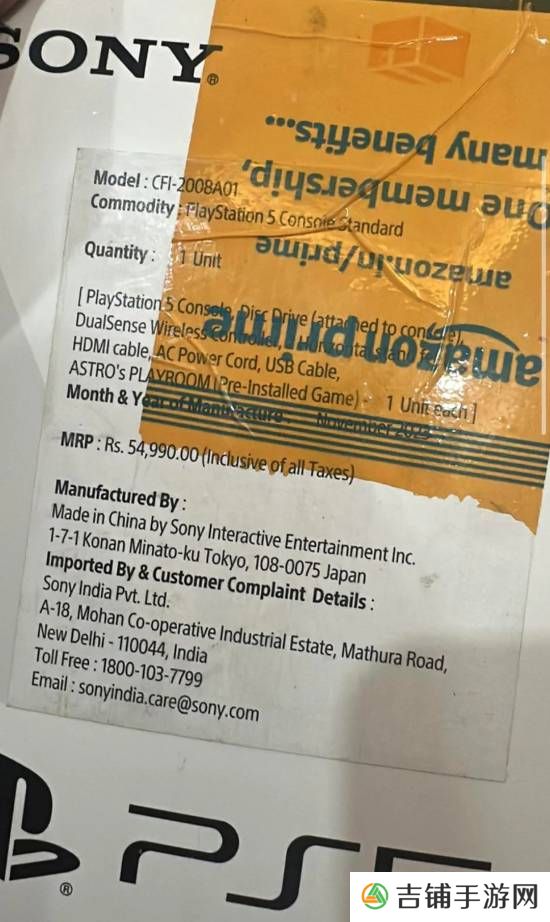 SONY®
many benefits...
One membership,
amazon.in/prime
amazonprime
Model : CFI-2008A01
Commodity : PlayStation 5 Console Standard
Quantity : 1 Unit
[ PlayStation 5 Console, Disc Drive (attached to console),
DualSense Wireless Controller, Horizontal stand
HDMI cable, AC Power Cord, USB Cable,
ASTRO's PLAYROOM (Pre-Installed Game) - 1 Unit each ]
Month & Year of Manufacture : November 2023
MRP : Rs. 54,990.00 (Inclusive of all Taxes)
Manufactured By :
Made in China by Sony Interactive Entertainment Inc.
1-7-1 Konan Minato-ku Tokyo, 108-0075 Japan
Imported By & Customer Complaint Details :
Sony India Pvt. Ltd.
A-18, Mohan Co-operative Industrial Estate, Mathura Road,
New Delhi - 110044, India
Toll Free : 1800-103-7799
Email : sonyindia.care@sony.com
® PS5
吉铺手游网